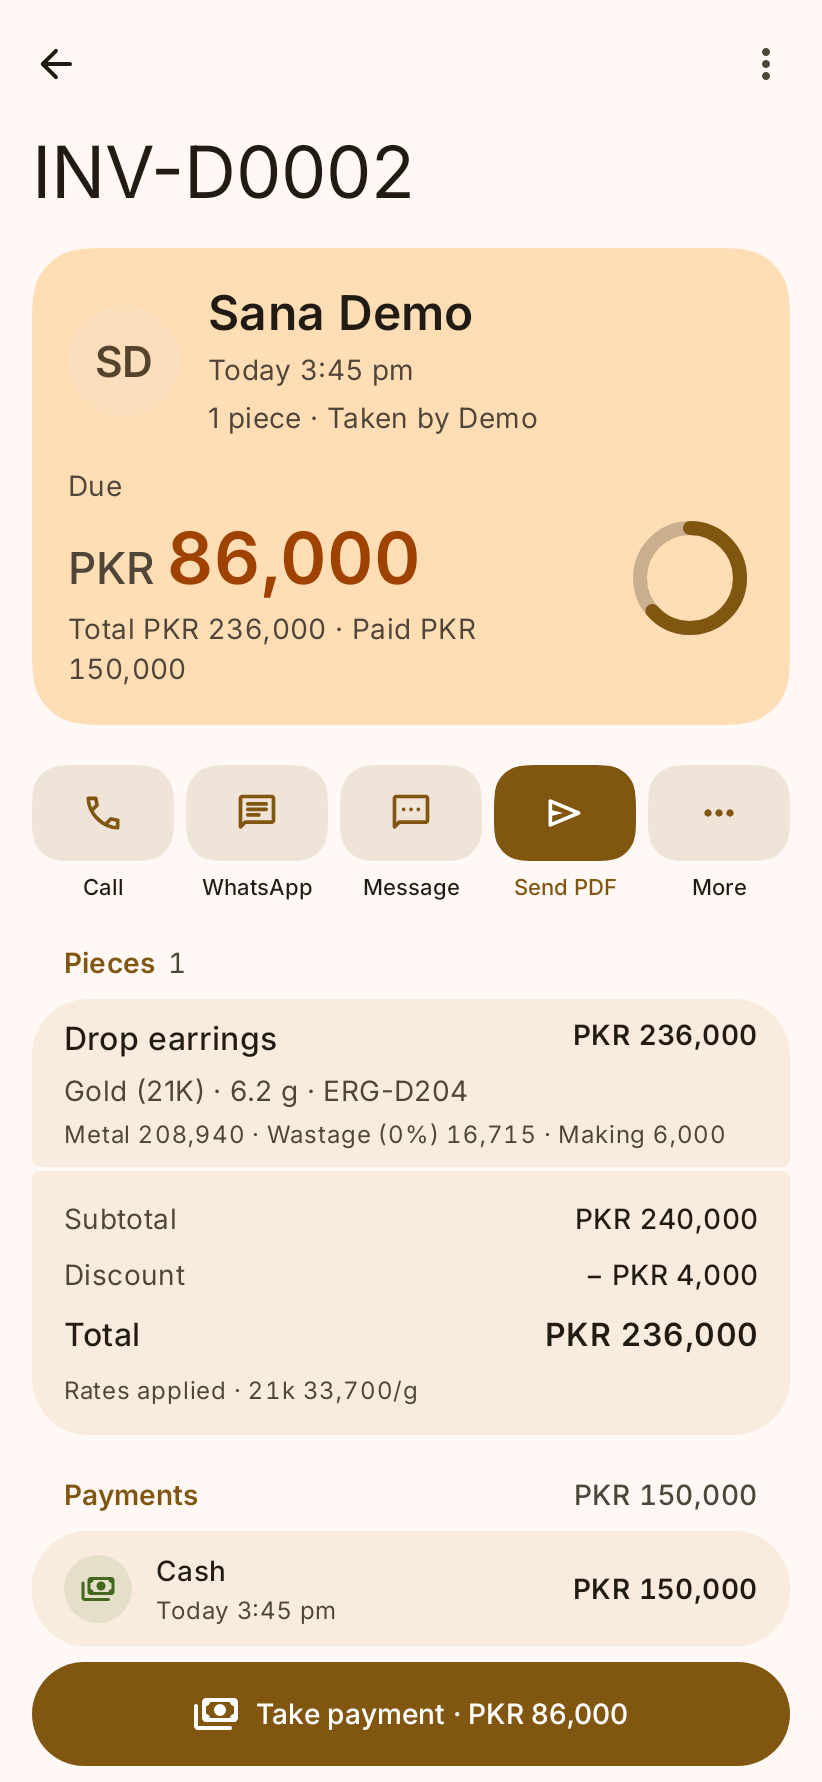 INV-D0002
SD
Sana Demo
Today 3:45 pm
1 piece · Taken by Demo
Due
PKR 86,000
Total PKR 236,000 · Paid PKR
150,000
Call
WhatsApp
Message
Send PDF
More
Pieces 1
Drop earrings PKR 236,000
Gold (21K) · 6.2 g · ERG-D204
Metal 208,940 · Wastage (0%) 16,715 · Making 6,000
Subtotal PKR 240,000
Discount – PKR 4,000
Total PKR 236,000
Rates applied · 21k 33,700/g
Payments PKR 150,000
Cash
Today 3:45 pm
PKR 150,000
Take payment · PKR 86,000